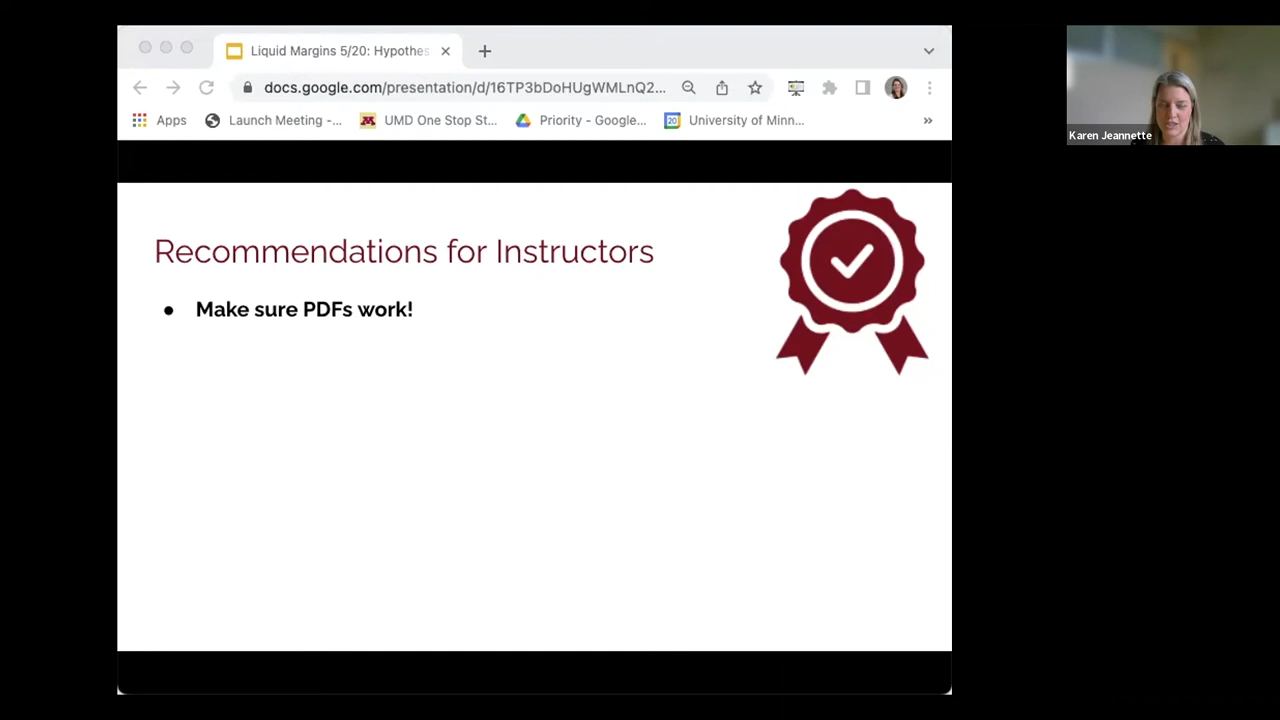 Liquid Margins 5/20: Hypothes
docs.google.com/presentation/d/16TP3bDoHUgWMLnQ2...
Apps
Launch Meeting -...
UMD One Stop St...
Priority - Google...
20
University of Minn...
»
Karen Jeannette
Recommendations for Instructors
● Make sure PDFs work!